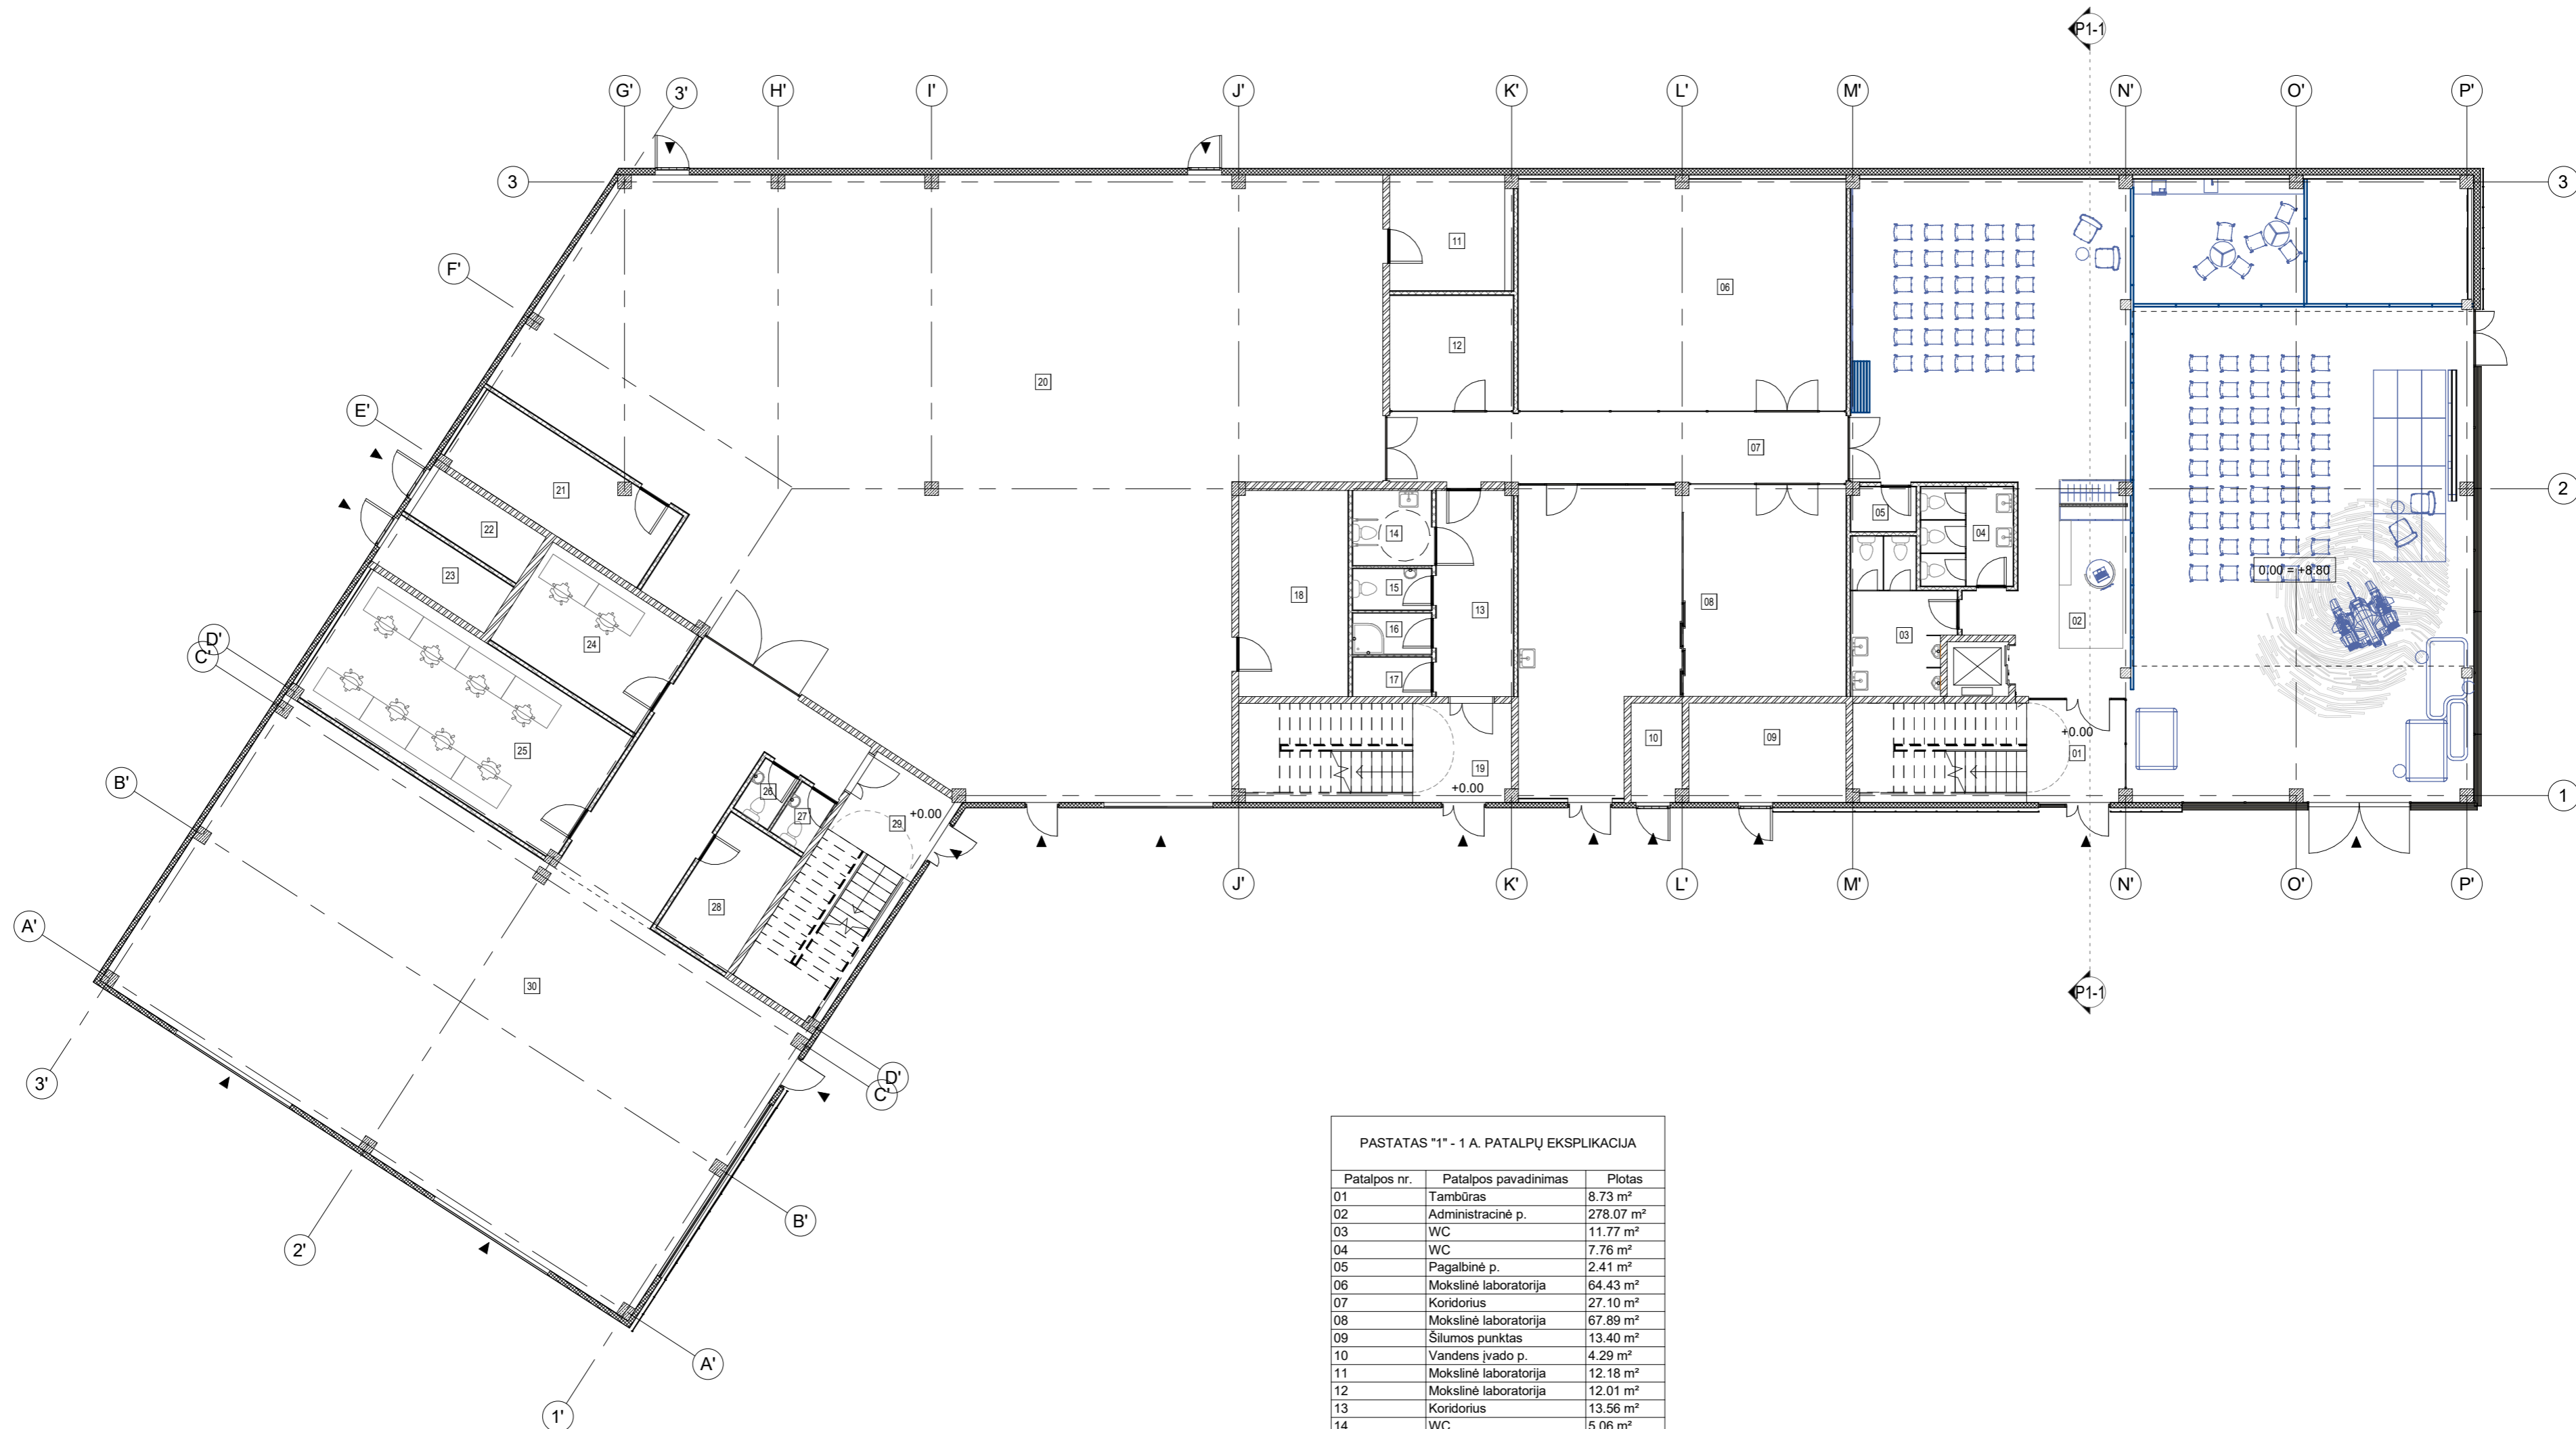 P1-1
G' 3' H' I' J' K' L' M' N' O' P'
3 3
F'
11
06
12
20
E'
07
21
2
22
05
14
04
0.00 = +8.80
23
15
18
08
13
02
16
03
24
D'
C'
17
+0.00
25
10
09
01
19
B'
26
+0.00
27
29
+0.00
1
J' K' L' M' N' O' P'
28
A'
30
P1-1
3'
D'
C'
B'
2'
A'
1'
PASTATAS "1" - 1 A. PATALPŲ EKSPLIKACIJA
Patalpos nr. Patalpos pavadinimas Plotas
01 Tambūras 8.73 m²
02 Administracinė p. 278.07 m²
03 WC 11.77 m²
04 WC 7.76 m²
05 Pagalbinė p. 2.41 m²
06 Mokslinė laboratorija 64.43 m²
07 Koridorius 27.10 m²
08 Mokslinė laboratorija 67.89 m²
09 Šilumos punktas 13.40 m²
10 Vandens įvado p. 4.29 m²
11 Mokslinė laboratorija 12.18 m²
12 Mokslinė laboratorija 12.01 m²
13 Koridorius 13.56 m²
14 WC 5.06 m²